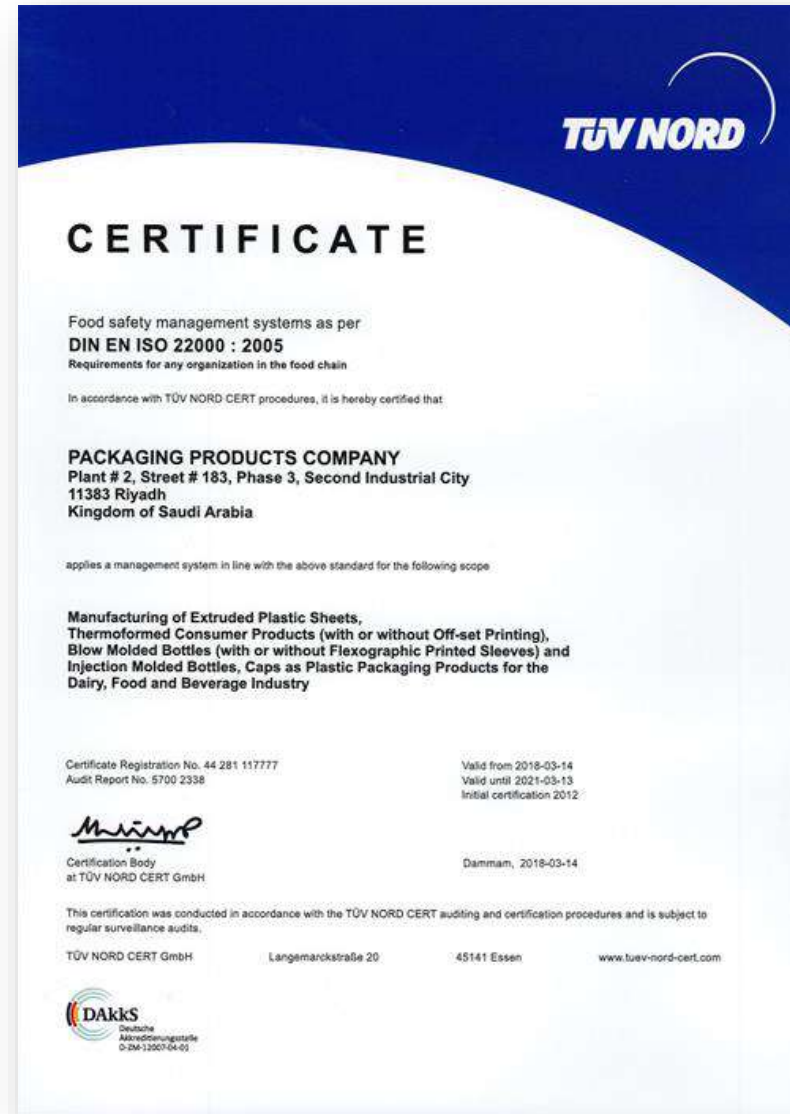 TÜV NORD
CERTIFICATE
Food safety management systems as per
DIN EN ISO 22000 : 2005
Requirements for any organization in the food chain
In accordance with TÜV NORD CERT procedures, it is hereby certified that
PACKAGING PRODUCTS COMPANY
Plant # 2, Street # 183, Phase 3, Second Industrial City
11383 Riyadh
Kingdom of Saudi Arabia
applies a management system in line with the above standard for the following scope
Manufacturing of Extruded Plastic Sheets,
Thermoformed Consumer Products (with or without Off-set Printing),
Blow Molded Bottles (with or without Flexographic Printed Sleeves) and
Injection Molded Bottles, Caps as Plastic Packaging Products for the
Dairy, Food and Beverage Industry
Certificate Registration No. 44 281 117777
Audit Report No. 5700 2338
Valid from 2018-03-14
Valid until 2021-03-13
Initial certification 2012
Certification Body
at TÜV NORD CERT GmbH
Dammam, 2018-03-14
This certification was conducted in accordance with the TÜV NORD CERT auditing and certification procedures and is subject to
regular surveillance audits.
TÜV NORD CERT GmbH Langemarckstraße 20 45141 Essen www.tuev-nord-cert.com
DAkkS
Deutsche
Akkreditierungsstelle
D-ZM-12007-04-01